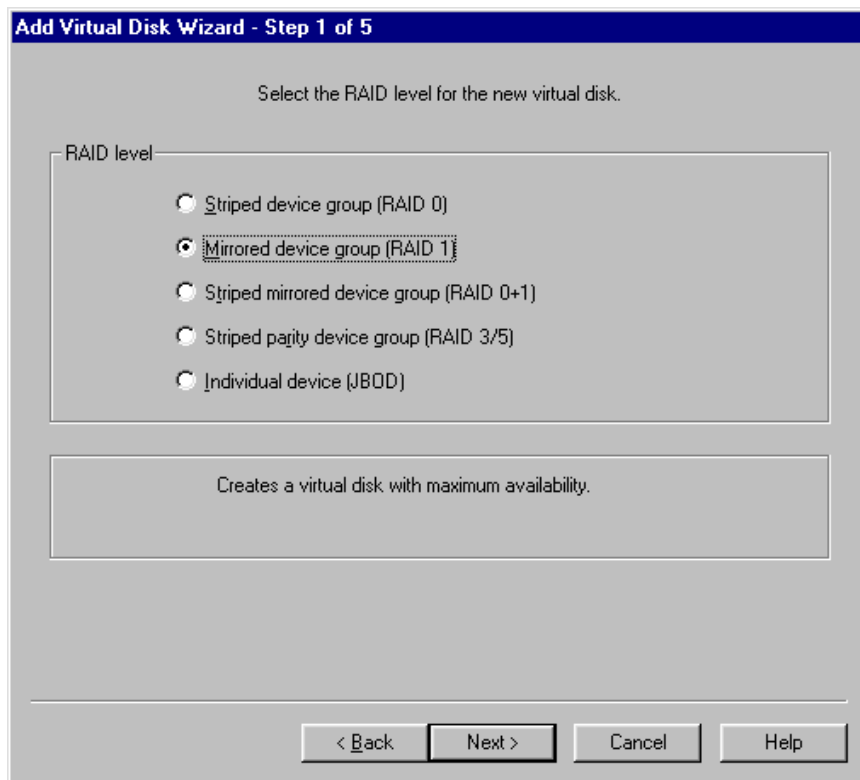 Add Virtual Disk Wizard - Step 1 of 5
Select the RAID level for the new virtual disk.
RAID level
Striped device group (RAID 0)
Mirrored device group (RAID 1)
Striped mirrored device group (RAID 0+1)
Striped parity device group (RAID 3/5)
Individual device (JBOD)
Creates a virtual disk with maximum availability.
< Back Next > Cancel Help